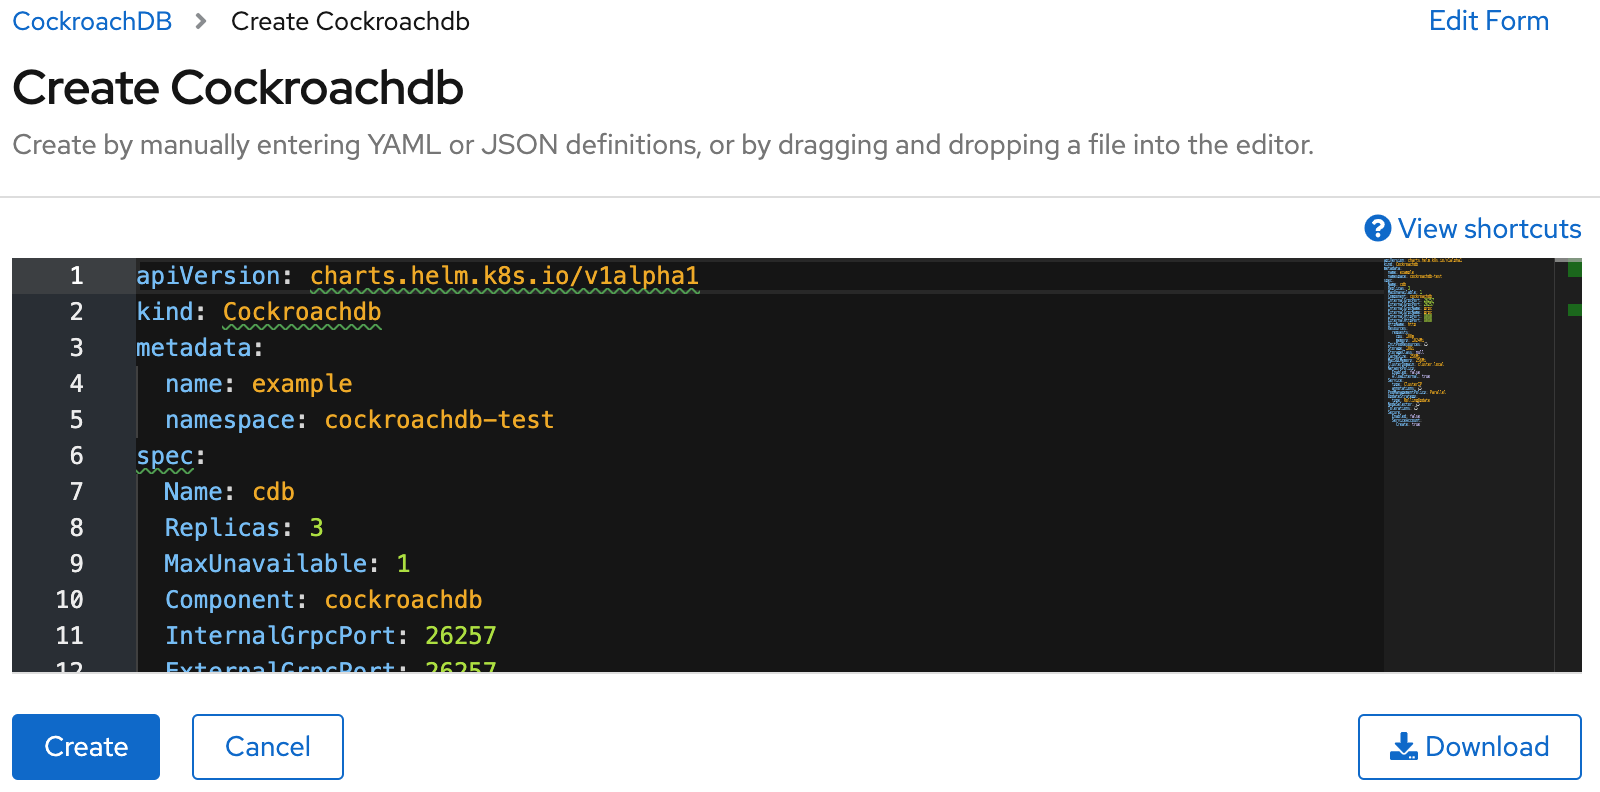 CockroachDB > Create Cockroachdb
Edit Form
Create Cockroachdb
Create by manually entering YAML or JSON definitions, or by dragging and dropping a file into the editor.
? View shortcuts
1 apiVersion: charts.helm.k8s.io/v1alpha1
2 kind: Cockroachdb
3 metadata:
4   name: example
5   namespace: cockroachdb-test
6 spec:
7   Name: cdb
8   Replicas: 3
9   MaxUnavailable: 1
10   Component: cockroachdb
11   InternalGrpcPort: 26257
12   ExternalGrpcPort: 26257
Create
Cancel
Download